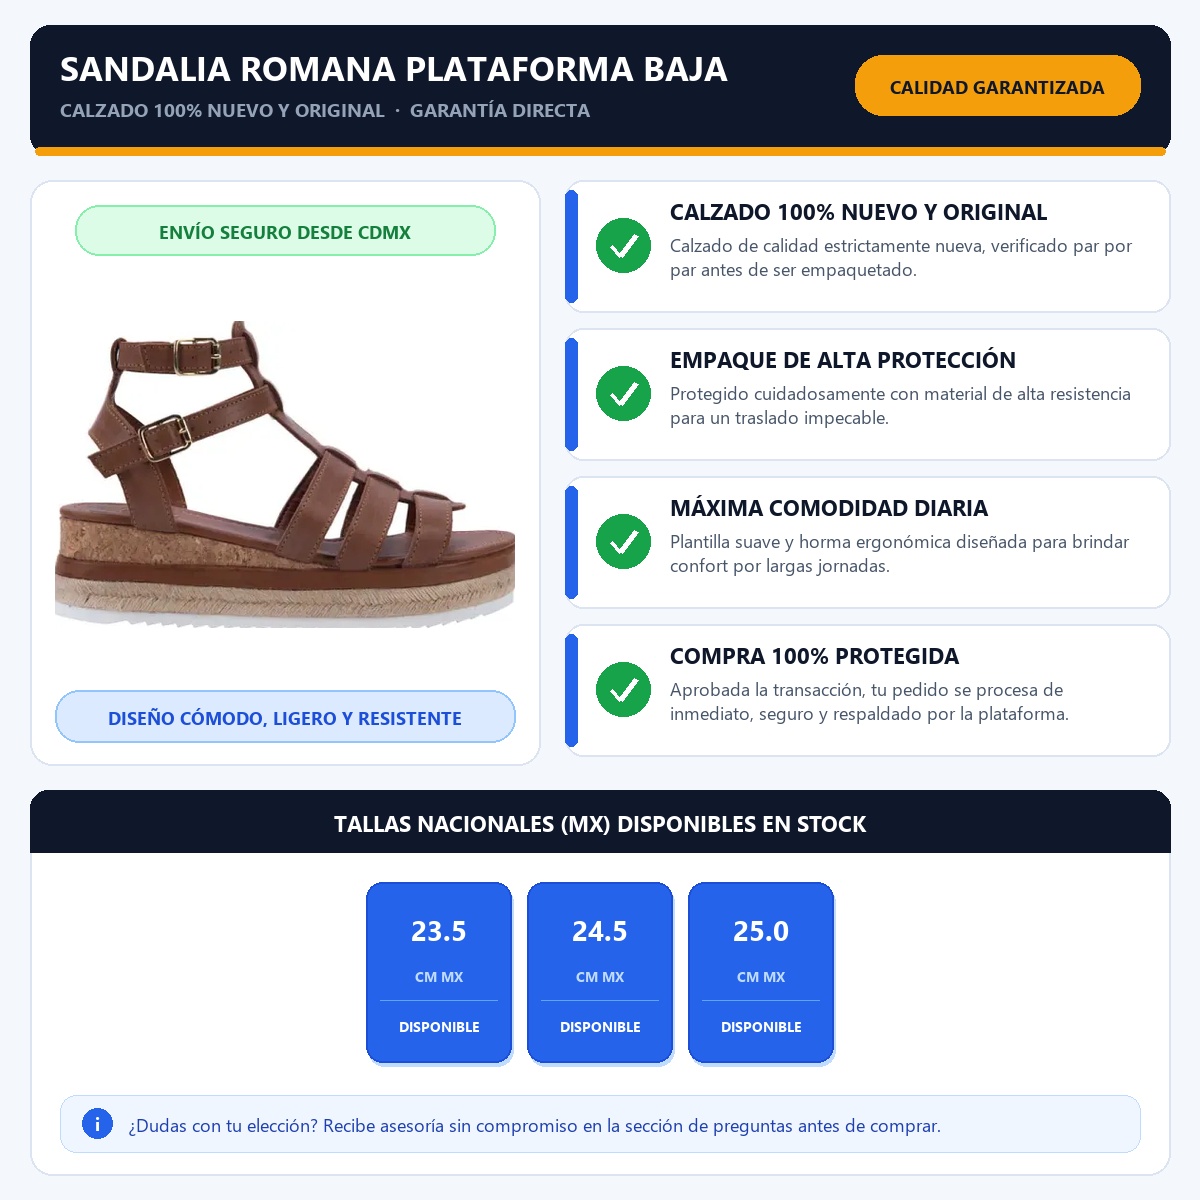 SANDALIA ROMANA PLATAFORMA BAJA
CALZADO 100% NUEVO Y ORIGINAL · GARANTÍA DIRECTA
CALIDAD GARANTIZADA
ENVÍO SEGURO DESDE CDMX
DISEÑO CÓMODO, LIGERO Y RESISTENTE
CALZADO 100% NUEVO Y ORIGINAL
Calzado de calidad estrictamente nueva, verificado par por
par antes de ser empaquetado.
EMPAQUE DE ALTA PROTECCIÓN
Protegido cuidadosamente con material de alta resistencia
para un traslado impecable.
MÁXIMA COMODIDAD DIARIA
Plantilla suave y horma ergonómica diseñada para brindar
confort por largas jornadas.
COMPRA 100% PROTEGIDA
Aprobada la transacción, tu pedido se procesa de
inmediato, seguro y respaldado por la plataforma.
TALLAS NACIONALES (MX) DISPONIBLES EN STOCK
23.5
CM MX
DISPONIBLE
24.5
CM MX
DISPONIBLE
25.0
CM MX
DISPONIBLE
¿Dudas con tu elección? Recibe asesoría sin compromiso en la sección de preguntas antes de comprar.